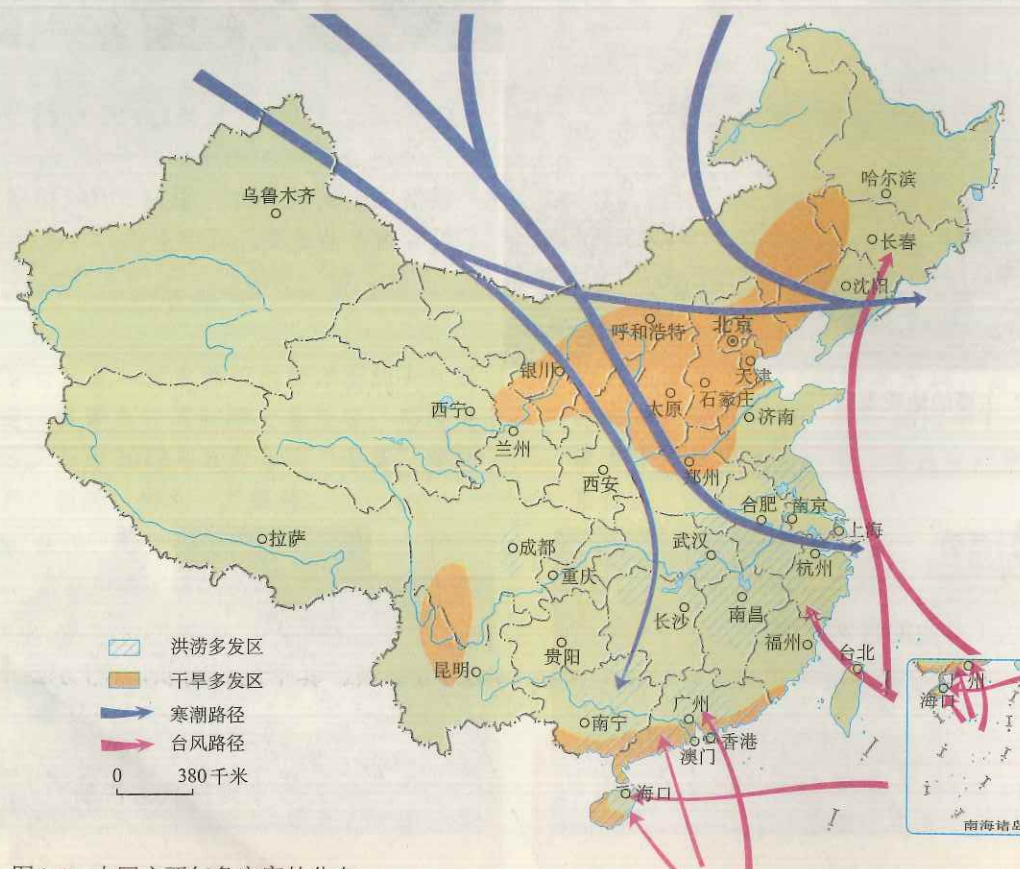 哈尔滨
乌鲁木齐
长春
沈阳
呼和浩特
北京
天津
银川
石家庄
太原
济南
西宁
兰州
郑州
西安
合肥
南京
上海
拉萨
成都
武汉
杭州
重庆
南昌
长沙
福州
台北
贵阳
昆明
广州
南宁
香港
澳门
海口
洪涝多发区
干旱多发区
寒潮路径
台风路径
0 380千米
广州
海口
南海诸岛